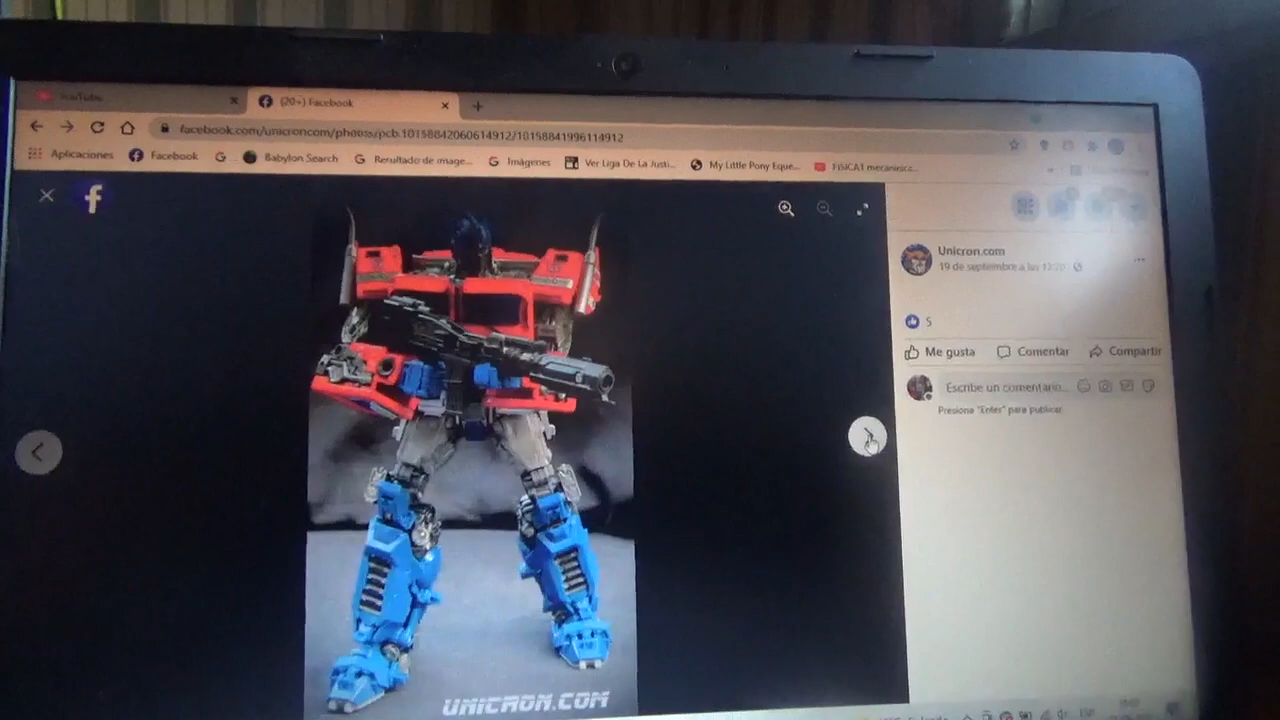 YouTube
(20+) Facebook
facebook.com/unicroncom/photos/pcb.10158842060614912/10158841996114912
Aplicaciones
Facebook
Babylon Search
Resultado de image...
Imágenes
Ver Liga De La Justi...
My Little Pony Eque...
FISICA1
Unicron.com
19 de septiembre a las
5
Me gusta
Comentar
Compartir
Escribe un comentario...
Presiona "Enter" para publicar.
UNICRON.COM